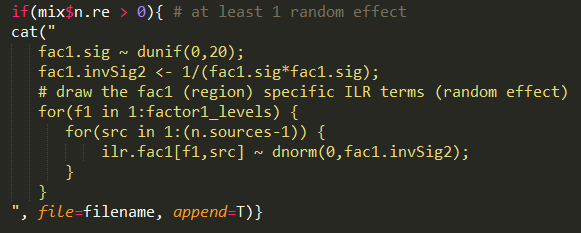 if(mix$n.re > 0){ # at least 1 random effect
cat("
    fac1.sig ~ dunif(0,20);
    fac1.invSig2 <- 1/(fac1.sig*fac1.sig);
    # draw the fac1 (region) specific ILR terms (random effect)
    for(f1 in 1:factor1_levels) {
        for(src in 1:(n.sources-1)) {
            ilr.fac1[f1,src] ~ dnorm(0,fac1.invSig2);
        }
    }
", file=filename, append=T)}